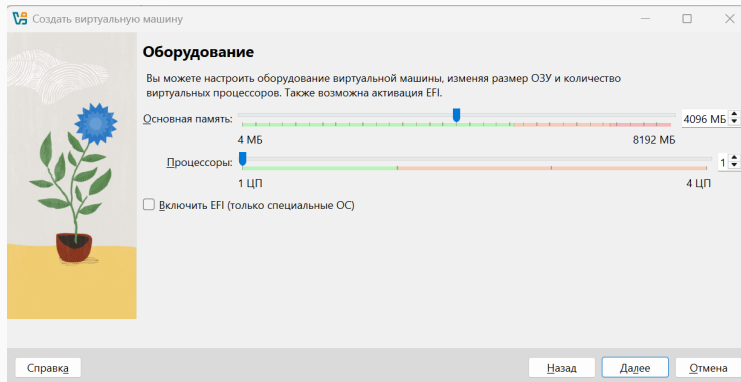 Создать виртуальную машину
Оборудование
Вы можете настроить оборудование виртуальной машины, изменяя размер ОЗУ и количество
виртуальных процессоров. Также возможна активация EFI.
Основная память: 4096 МБ
4 МБ 8192 МБ
Процессоры: 1
1 ЦП 4 ЦП
Включить EFI (только специальные ОС)
Справка Назад Далее Отмена